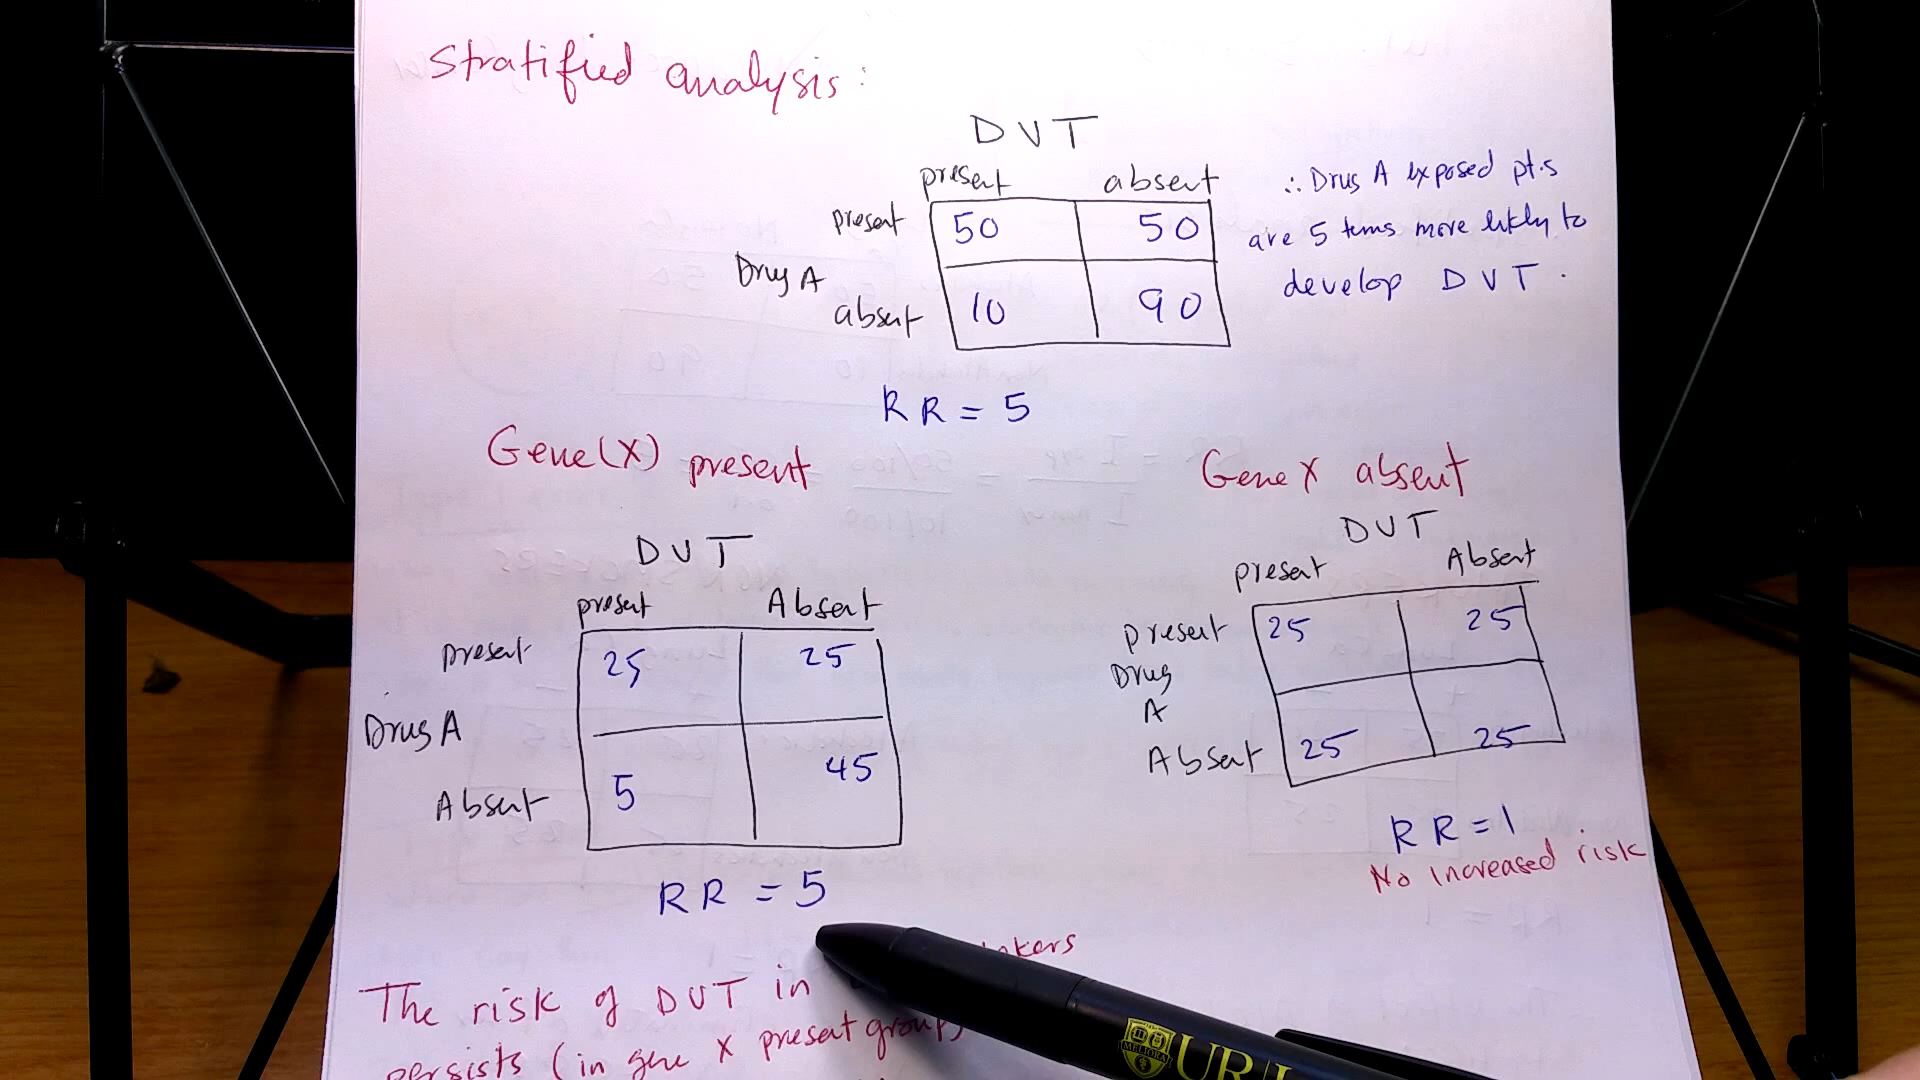 Stratified analysis:
DVT
present absent
present 50 50
Drug A
absent 10 90
∴ Drug A exposed pt.s
are 5 tems more likely to
develop DVT.
RR = 5
Gene(X) present
DVT
present Absent
present 25 25
Drug A
Absent 5 45
RR = 5
Gene X absent
DVT
present Absent
present 25 25
Drug
A
Absent 25 25
RR = 1
No increased risk
The risk of DVT in
persists (in gene X present group)
MELIORA